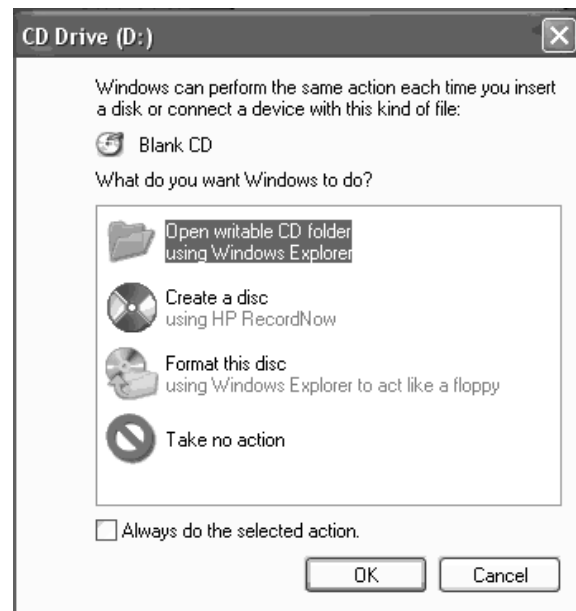 CD Drive (D:)
Windows can perform the same action each time you insert
a disk or connect a device with this kind of file:
Blank CD
What do you want Windows to do?
Open writable CD folder
using Windows Explorer
Create a disc
using HP RecordNow
Format this disc
using Windows Explorer to act like a floppy
Take no action
Always do the selected action.
OK Cancel